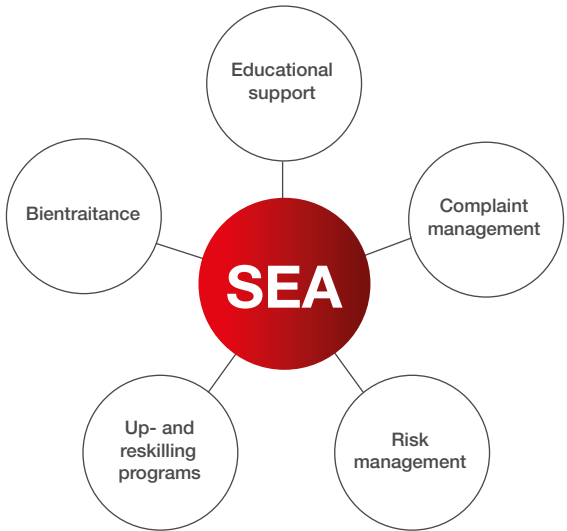 Educational
support
Bientraitance
Complaint
management
SEA
Up- and
reskilling
programs
Risk
management